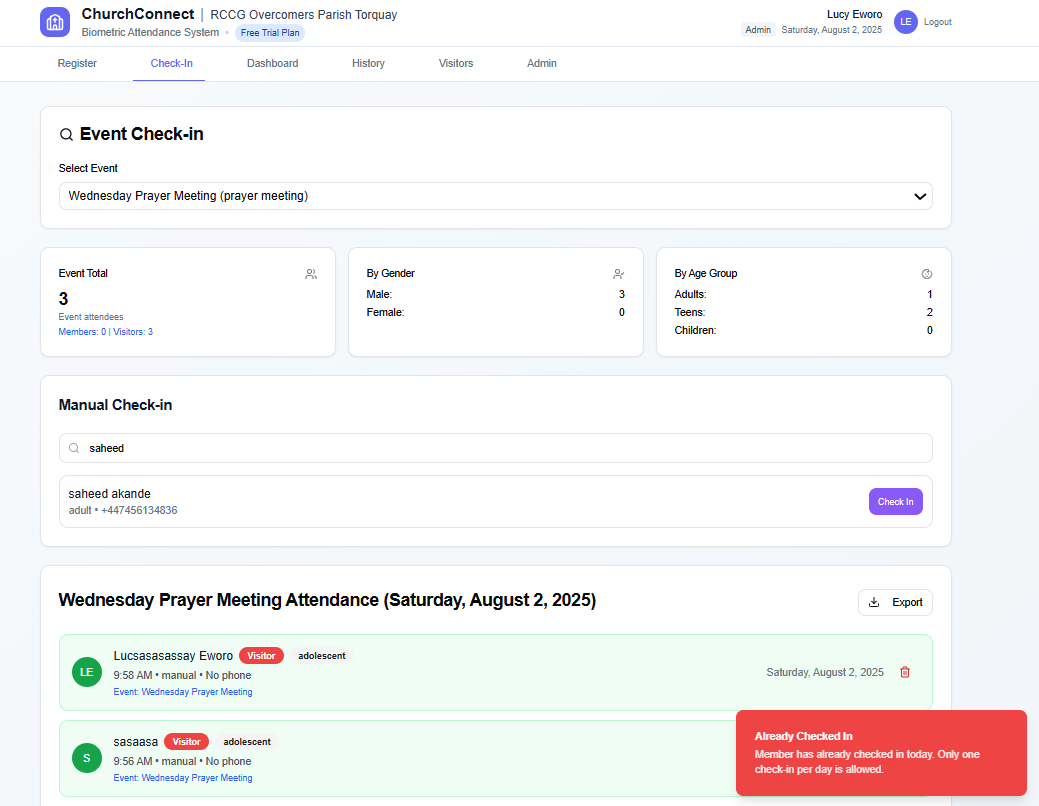 ChurchConnect | RCCG Overcomers Parish Torquay
Biometric Attendance System • Free Trial Plan
Lucy Eworo
Admin Saturday, August 2, 2025
LE
Logout
Register Check-In Dashboard History Visitors Admin
Event Check-in
Select Event
Wednesday Prayer Meeting (prayer meeting)
Event Total
3
Event attendees
Members: 0 | Visitors: 3
By Gender
Male: 3
Female: 0
By Age Group
Adults: 1
Teens: 2
Children: 0
Manual Check-in
saheed
saheed akande
adult • +447456134836
Check In
Wednesday Prayer Meeting Attendance (Saturday, August 2, 2025)
Export
LE
Lucsasasassay Eworo Visitor adolescent
9:58 AM • manual • No phone
Event: Wednesday Prayer Meeting
Saturday, August 2, 2025
S
sasaasa Visitor adolescent
9:56 AM • manual • No phone
Event: Wednesday Prayer Meeting
Already Checked In
Member has already checked in today. Only one
check-in per day is allowed.